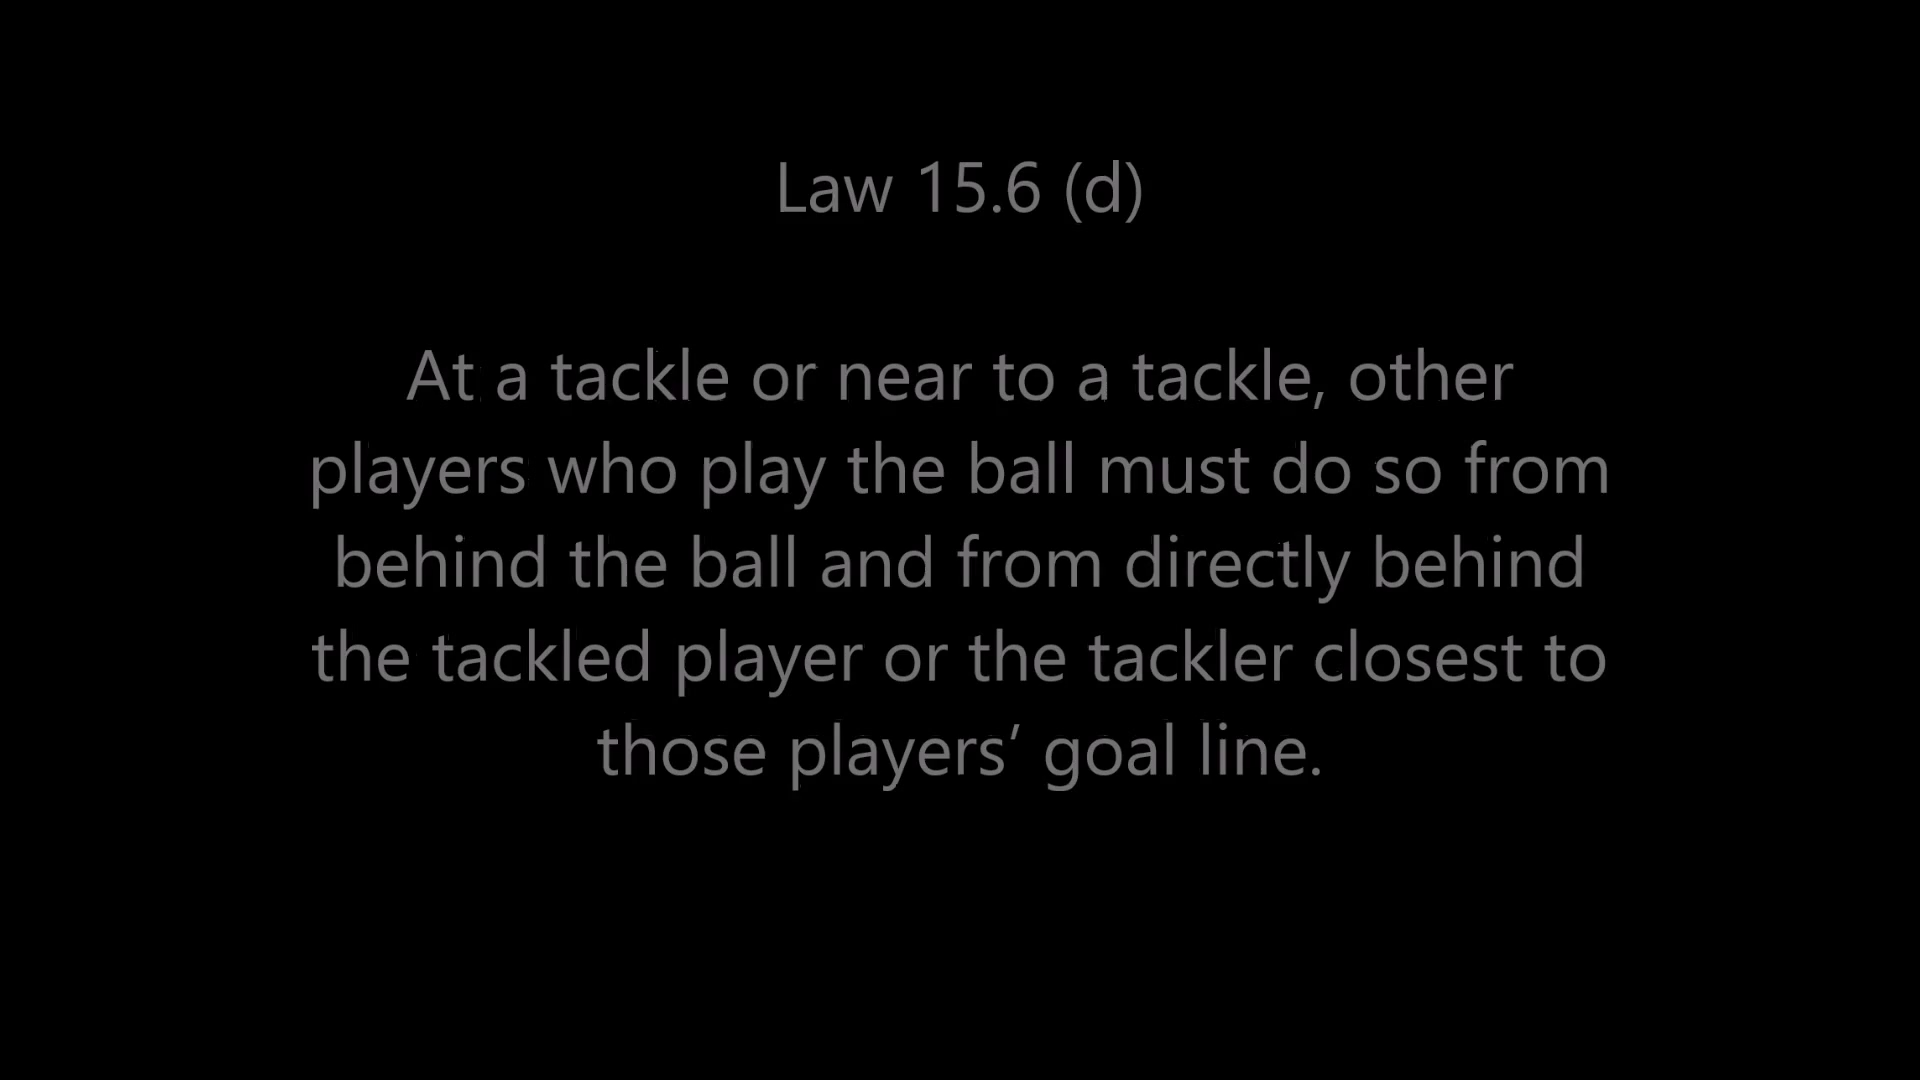 Law 15.6 (d)
At a tackle or near to a tackle, other
players who play the ball must do so from
behind the ball and from directly behind
the tackled player or the tackler closest to
those players’ goal line.